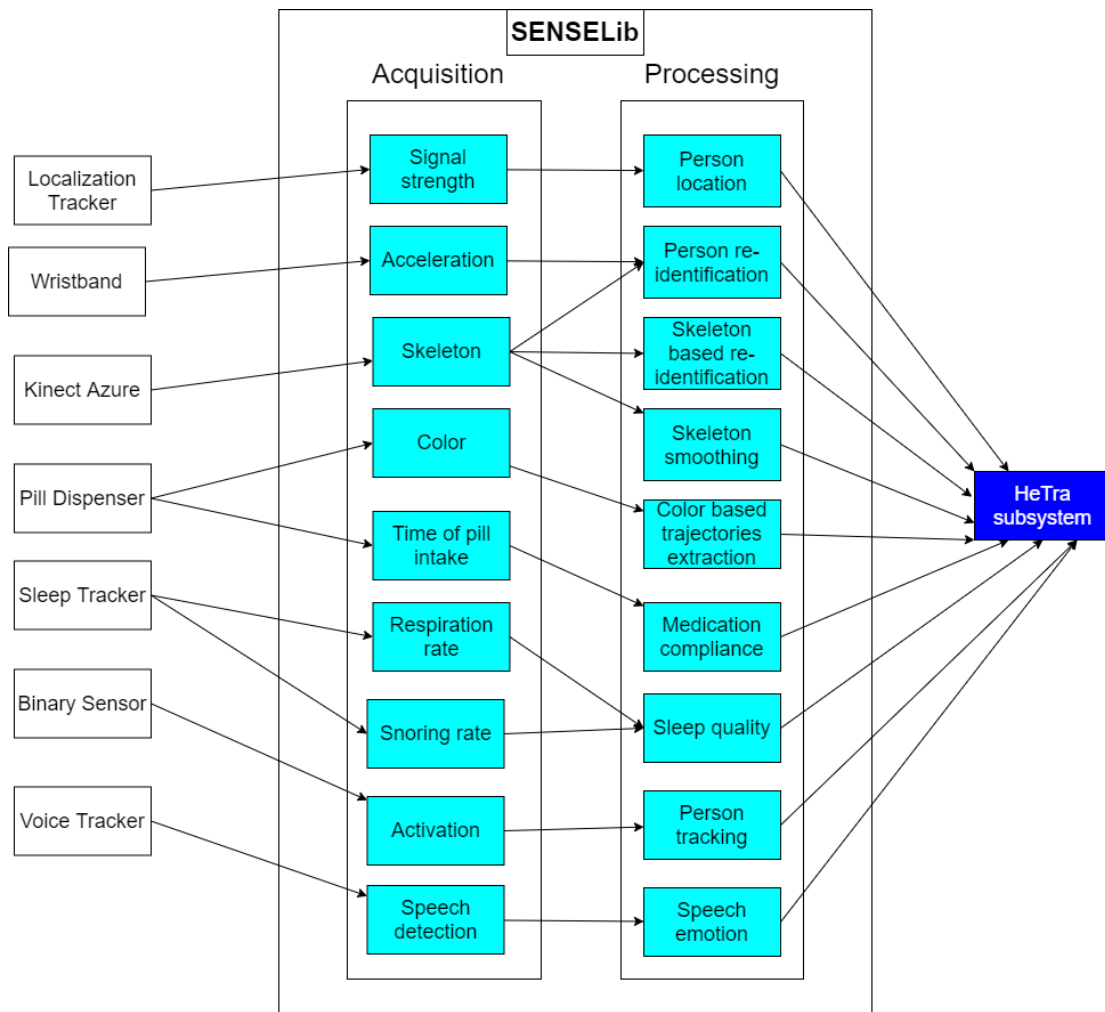 SENSELib
Acquisition
Processing
Localization
Tracker
Wristband
Kinect Azure
Pill Dispenser
Sleep Tracker
Binary Sensor
Voice Tracker
Signal
strength
Acceleration
Skeleton
Color
Time of pill
intake
Respiration
rate
Snoring rate
Activation
Speech
detection
Person
location
Person re-
identification
Skeleton
based re-
identification
Skeleton
smoothing
Color based
trajectories
extraction
Medication
compliance
Sleep quality
Person
tracking
Speech
emotion
HeTra
subsystem